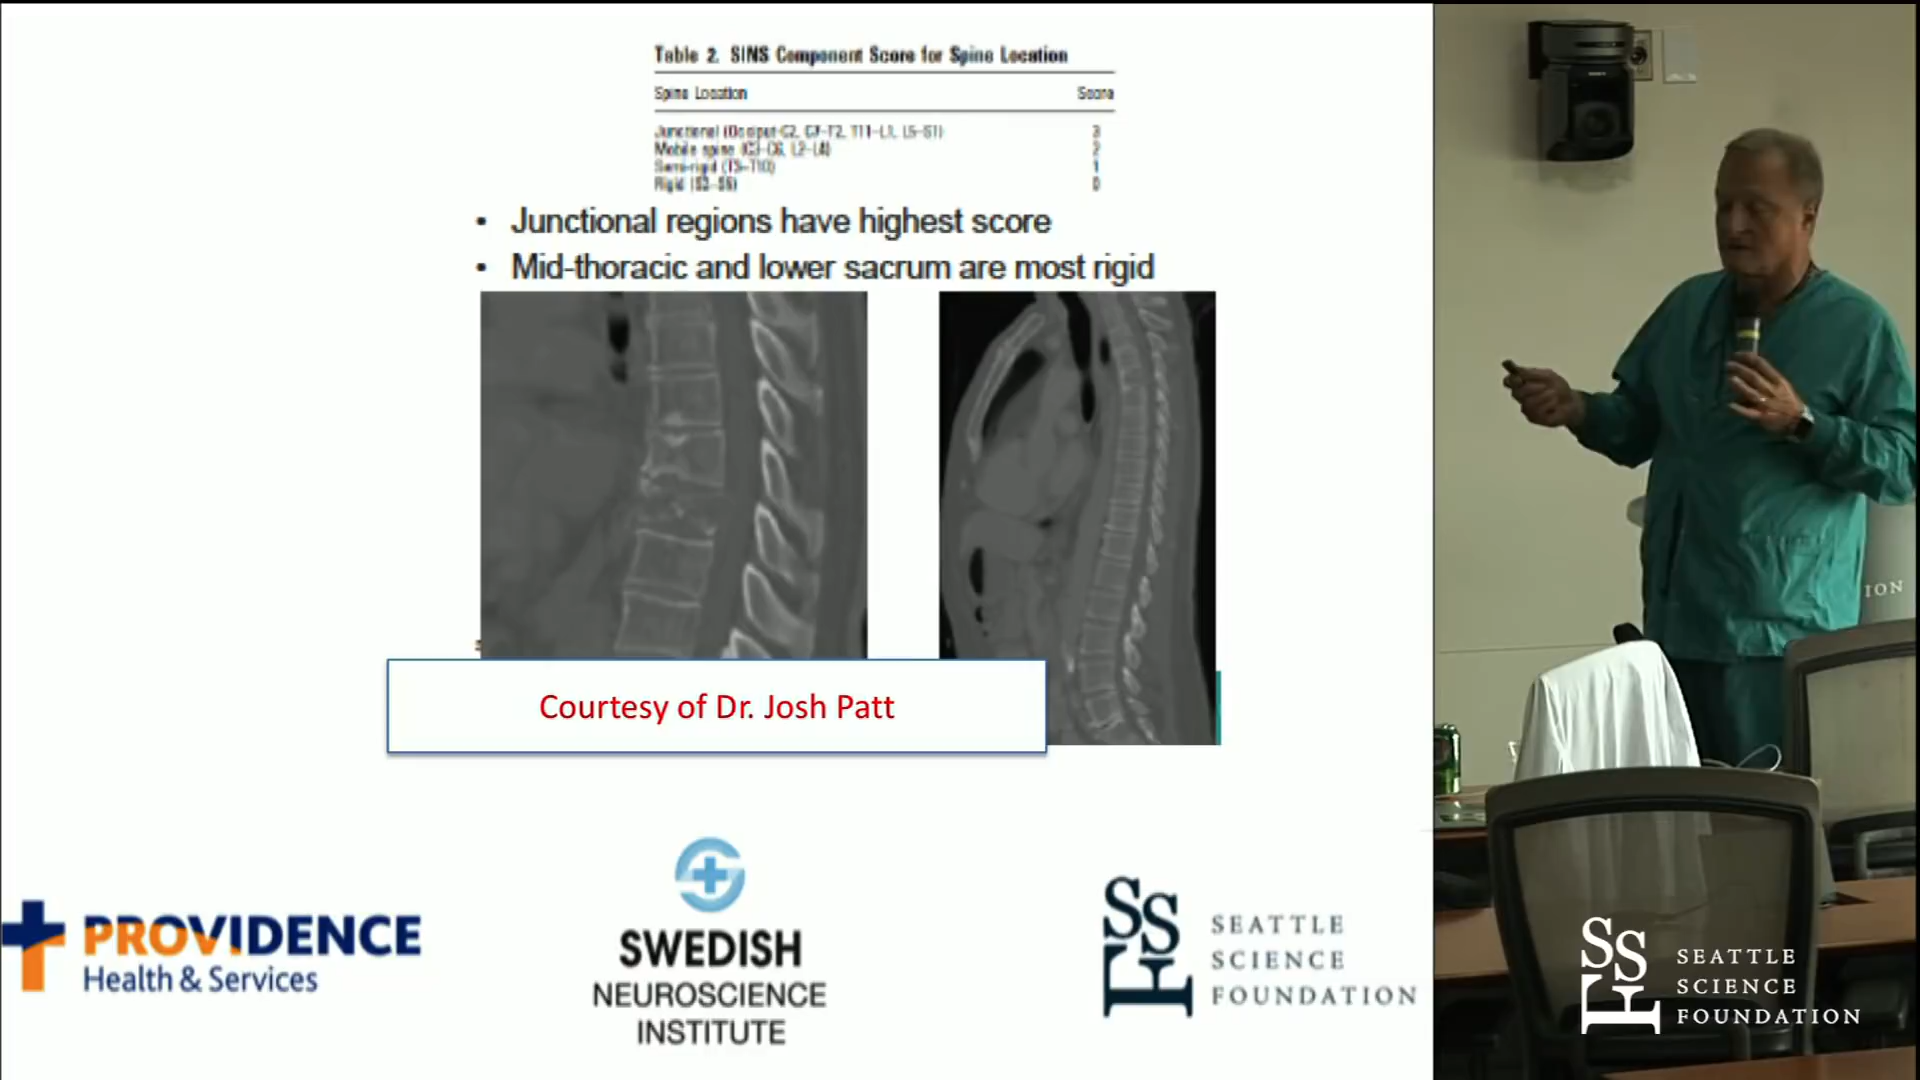 Table 2. SINS Component Score for Spine Location
Spine Location Score
Junctional (Occiput-C2, C7-T2, T11-L1, L5-S1) 3
Mobile spine (C3-C6, L2-L4) 2
Semi-rigid (T3-T10) 1
Rigid (S2-S5) 0
• Junctional regions have highest score
• Mid-thoracic and lower sacrum are most rigid
Courtesy of Dr. Josh Patt
PROVIDENCE
Health & Services
SWEDISH
NEUROSCIENCE
INSTITUTE
SSF
SEATTLE
SCIENCE
FOUNDATION
ION
SSF
SEATTLE
SCIENCE
FOUNDATION